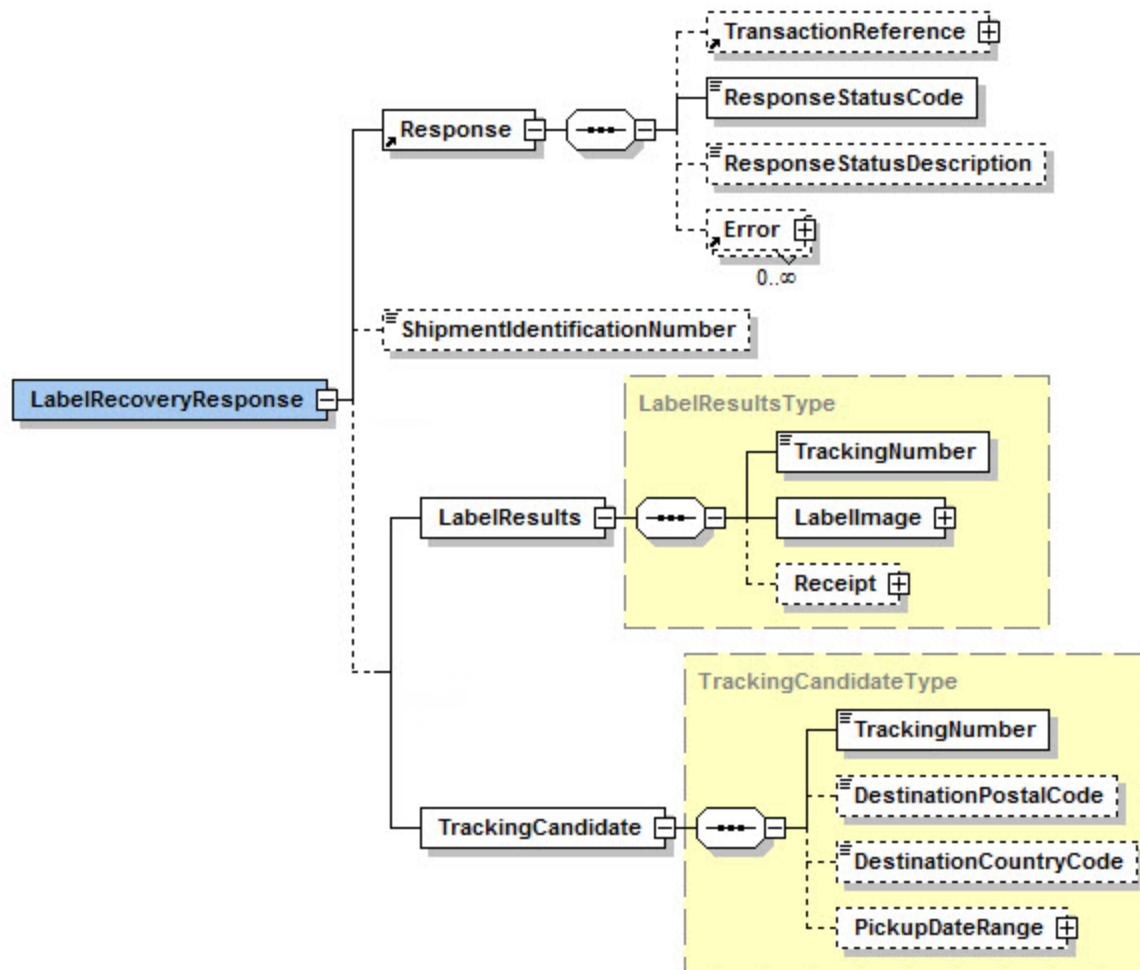 TransactionReference
ResponseStatusCode
Response
ResponseStatusDescription
Error
0..∞
ShipmentIdentificationNumber
LabelRecoveryResponse
LabelResultsType
TrackingNumber
LabelResults
LabelImage
Receipt
TrackingCandidateType
TrackingNumber
DestinationPostalCode
TrackingCandidate
DestinationCountryCode
PickupDateRange